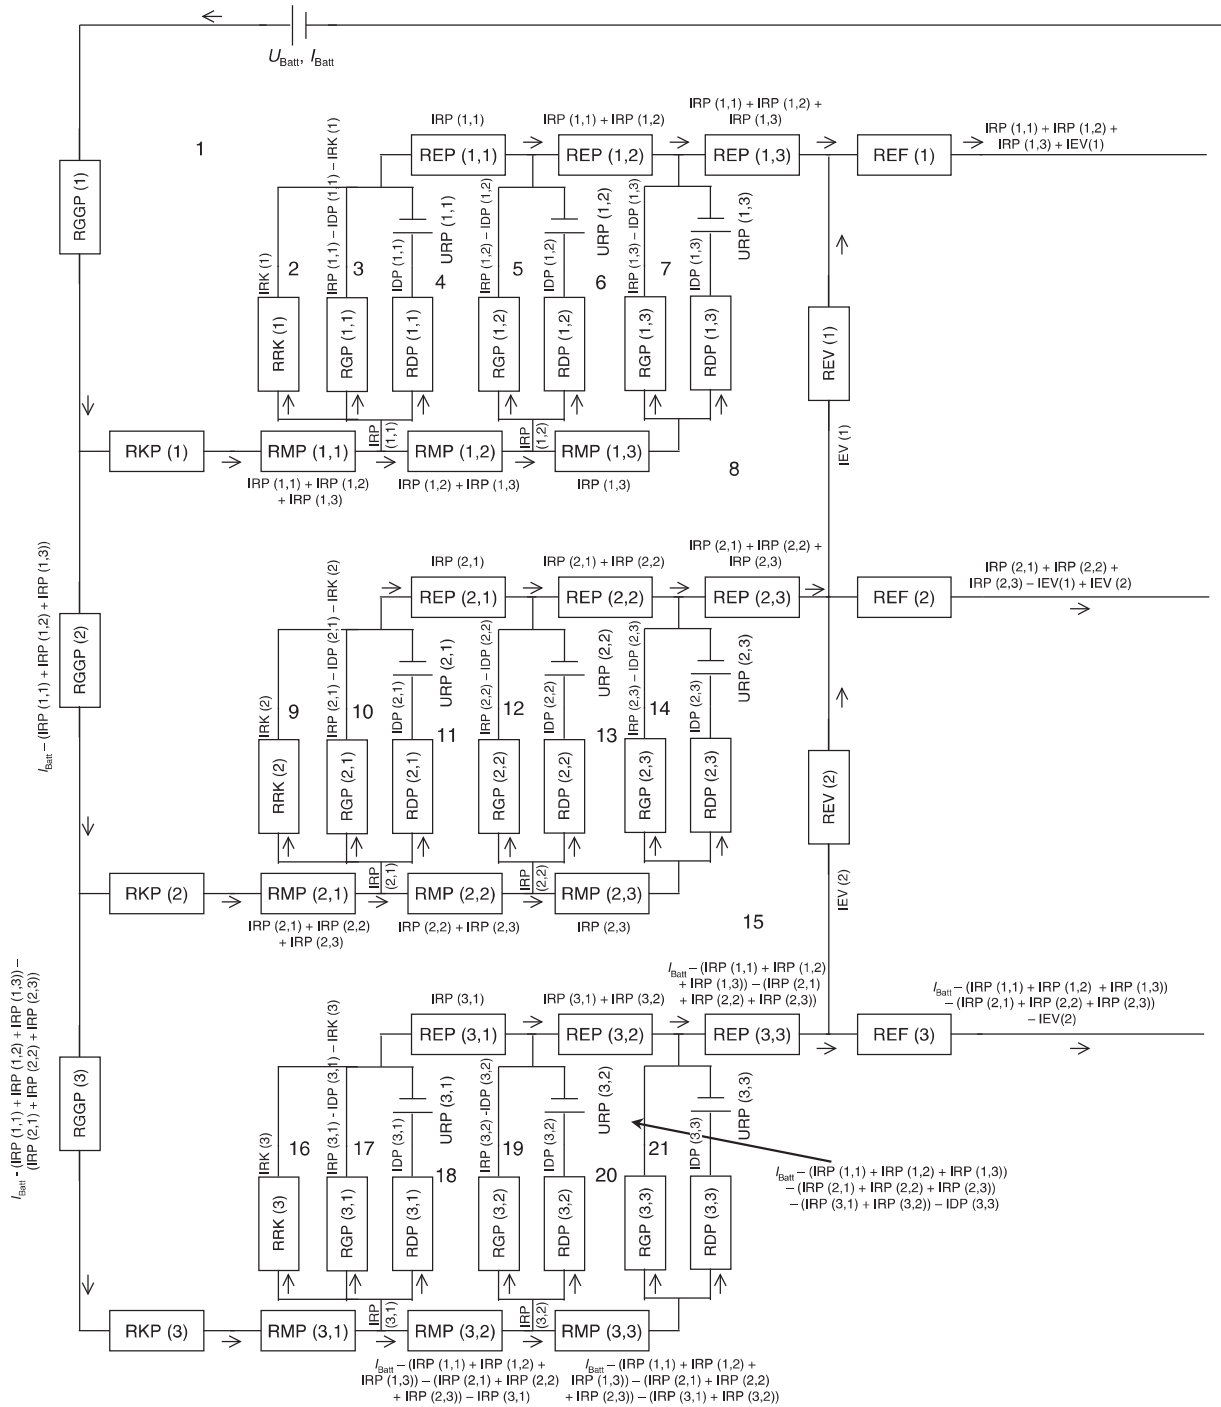 U_Batt, I_Batt
IRP (1,1)
IRP (1,1) + IRP (1,2)
IRP (1,1) + IRP (1,2) +
IRP (1,3)
IRP (1,1) + IRP (1,2) +
IRP (1,3) + IEV(1)
1
RGGP (1)
REP (1,1)
REP (1,2)
REP (1,3)
REF (1)
IRK (1)
2
IRP (1,1) – IDP (1,1) – IRK (1)
3
IDP (1,1)
URP (1,1)
4
IRP (1,2) – IDP (1,2)
5
IDP (1,2)
URP (1,2)
6
IRP (1,3) – IDP (1,3)
7
IDP (1,3)
URP (1,3)
RRK (1)
RGP (1,1)
RDP (1,1)
RGP (1,2)
RDP (1,2)
RGP (1,3)
RDP (1,3)
REV (1)
IEV (1)
RKP (1)
RMP (1,1)
IRP
(1,1)
RMP (1,2)
IRP
(1,2)
RMP (1,3)
8
IRP (1,1) + IRP (1,2)
+ IRP (1,3)
IRP (1,2) + IRP (1,3)
IRP (1,3)
I_Batt – (IRP (1,1) + IRP (1,2) + IRP (1,3))
RGGP (2)
IRP (2,1)
IRP (2,1) + IRP (2,2)
IRP (2,1) + IRP (2,2) +
IRP (2,3)
IRP (2,1) + IRP (2,2) +
IRP (2,3) – IEV(1) + IEV (2)
REP (2,1)
REP (2,2)
REP (2,3)
REF (2)
IRK (2)
9
IRP (2,1) – IDP (2,1) – IRK (2)
10
IDP (2,1)
URP (2,1)
11
IRP (2,2) – IDP (2,2)
12
IDP (2,2)
URP (2,2)
13
IRP (2,3) – IDP (2,3)
14
IDP (2,3)
URP (2,3)
RRK (2)
RGP (2,1)
RDP (2,1)
RGP (2,2)
RDP (2,2)
RGP (2,3)
RDP (2,3)
REV (2)
IEV (2)
RKP (2)
RMP (2,1)
IRP
(2,1)
RMP (2,2)
IRP
(2,2)
RMP (2,3)
15
IRP (2,1) + IRP (2,2)
+ IRP (2,3)
IRP (2,2) + IRP (2,3)
IRP (2,3)
I_Batt - (IRP (1,1) + IRP (1,2) + IRP (1,3)) –
(IRP (2,1) + IRP (2,2) + IRP (2,3))
RGGP (3)
IRP (3,1)
IRP (3,1) + IRP (3,2)
I_Batt – (IRP (1,1) + IRP (1,2)
+ IRP (1,3)) – (IRP (2,1)
+ IRP (2,2) + IRP (2,3))
I_Batt – (IRP (1,1) + IRP (1,2) + IRP (1,3))
– (IRP (2,1) + IRP (2,2) + IRP (2,3))
– IEV(2)
REP (3,1)
REP (3,2)
REP (3,3)
REF (3)
IRK (3)
16
IRP (3,1) - IDP (3,1) – IRK (3)
17
IDP (3,1)
URP (3,1)
18
IRP (3,2) -IDP (3,2)
19
IDP (3,2)
URP (3,2)
20
21
IDP (3,3)
URP (3,3)
I_Batt – (IRP (1,1) + IRP (1,2) + IRP (1,3))
– (IRP (2,1) + IRP (2,2) + IRP (2,3))
– (IRP (3,1) + IRP (3,2)) – IDP (3,3)
RRK (3)
RGP (3,1)
RDP (3,1)
RGP (3,2)
RDP (3,2)
RGP (3,3)
RDP (3,3)
RKP (3)
RMP (3,1)
IRP
(3,1)
RMP (3,2)
IRP
(3,2)
RMP (3,3)
I_Batt – (IRP (1,1) + IRP (1,2) +
IRP (1,3)) – (IRP (2,1) + IRP (2,2)
+ IRP (2,3)) – IRP (3,1)
I_Batt – (IRP (1,1) + IRP (1,2) +
IRP (1,3)) – (IRP (2,1) + IRP (2,2)
+ IRP (2,3)) – (IRP (3,1) + IRP (3,2))